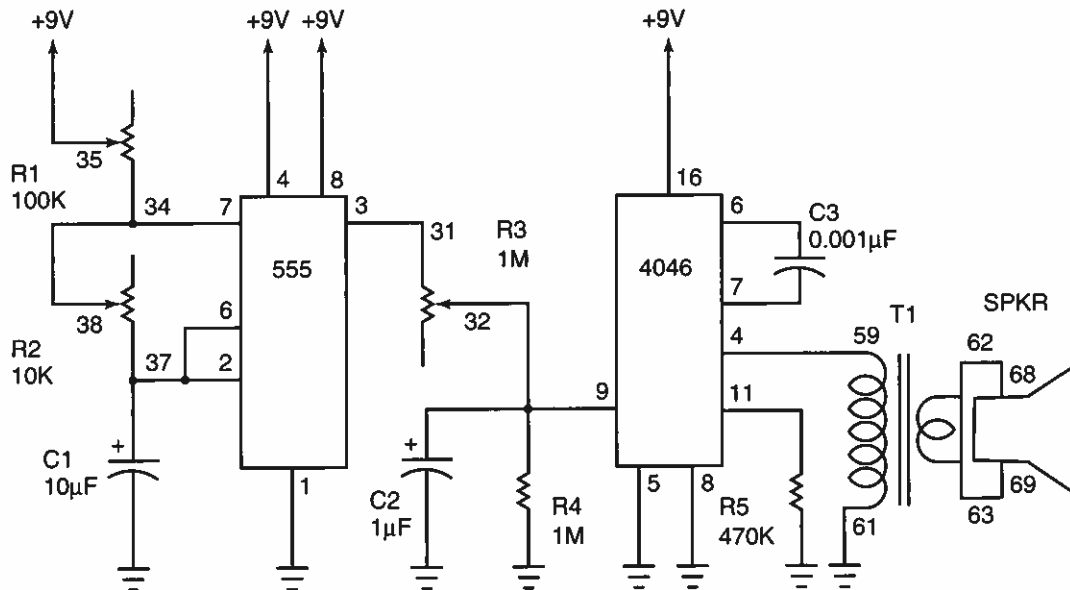 +9V
+9V
+9V
+9V
35
R1
100K
34
7
4
8
3
31
555
R3
1M
32
38
R2
10K
37
6
2
1
C1
+
10µF
+
C2
1µF
R4
1M
9
16
4046
6
C3
0.001µF
7
4
11
5
8
R5
470K
59
T1
61
SPKR
62
68
69
63